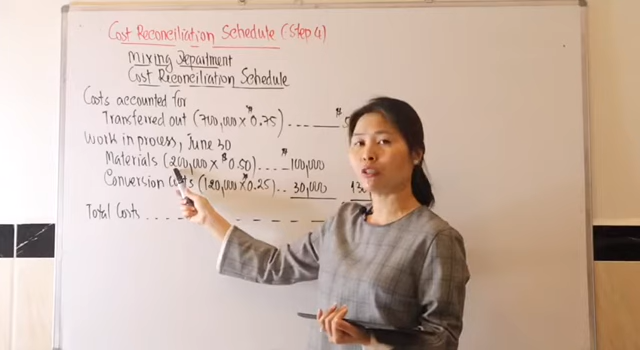 Cost Reconciliation Schedule (Step 4)
Mixing Department
Cost Reconciliation Schedule
Costs accounted for
Transferred out (700,000 x $ 0.75) ... ___ $
Work in process, June 30
Materials (200,000 x $ 0.50) .... __ 100,000
Conversion Costs (120,000 x $ 0.25) .. 30,000
Total Costs